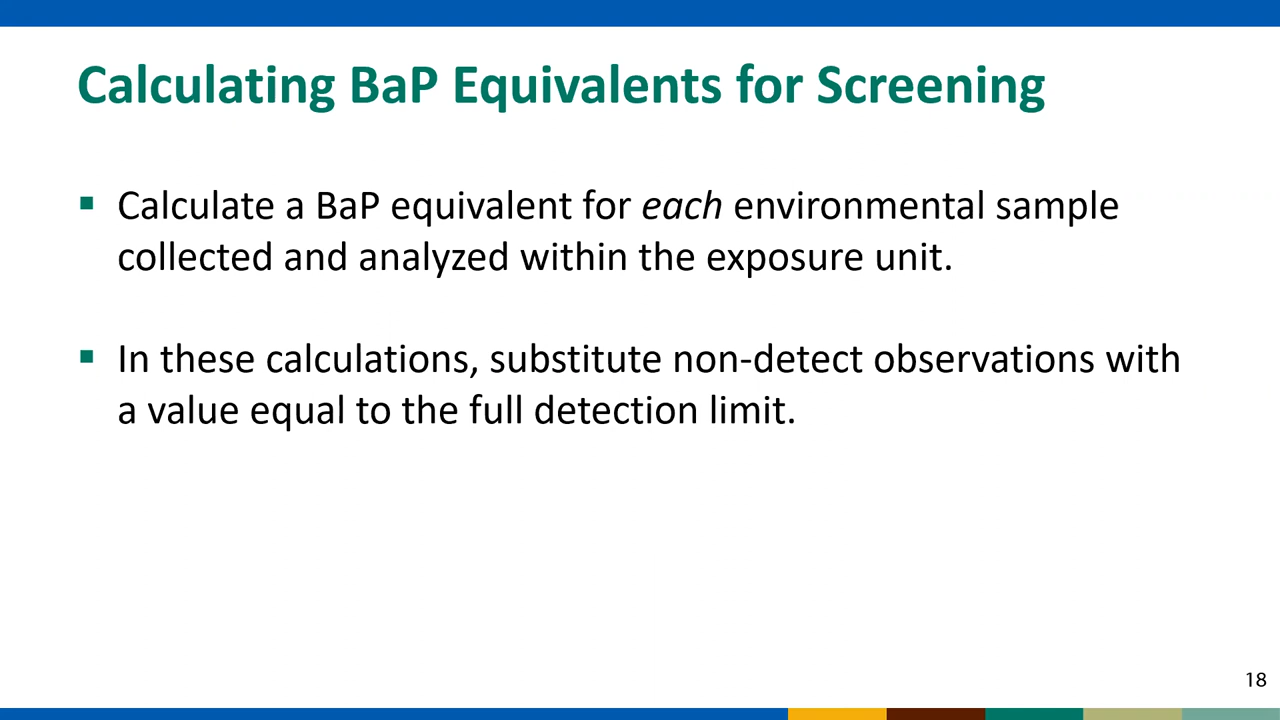 Calculating BaP Equivalents for Screening
▪ Calculate a BaP equivalent for each environmental sample
collected and analyzed within the exposure unit.
▪ In these calculations, substitute non-detect observations with
a value equal to the full detection limit.
18